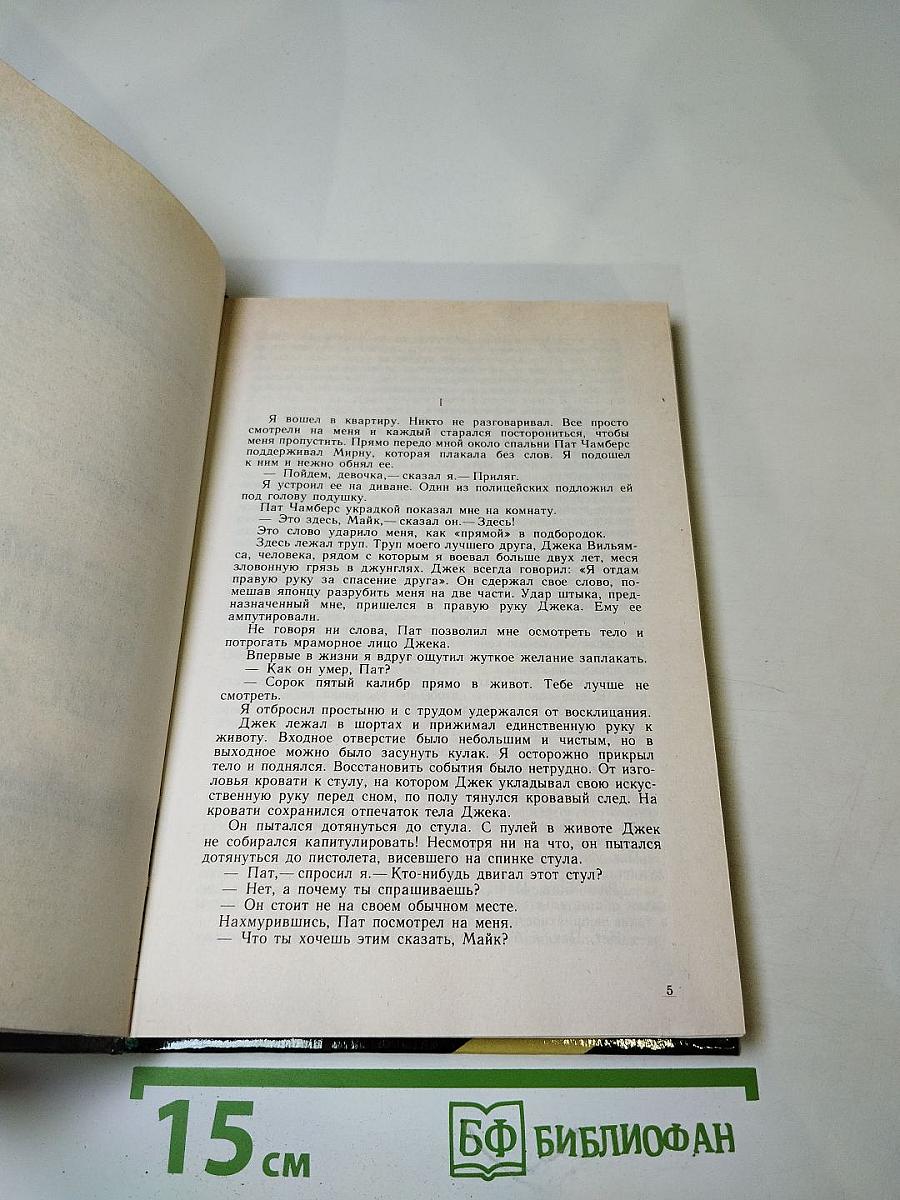 I
Я вошел в квартиру. Никто не разговаривал. Все просто
смотрели на меня и каждый старался посторониться, чтобы
меня пропустить. Прямо передо мной около спальни Пат Чамберс
поддерживал Мирну, которая плакала без слов. Я подошел
к ним и нежно обнял ее.
— Пойдем, девочка,— сказал я.— Приляг.
Я устроил ее на диване. Один из полицейских подложил ей
под голову подушку.
Пат Чамберс украдкой показал мне на комнату.
— Это здесь, Майк,— сказал он.— Здесь!
Это слово ударило меня, как «прямой» в подбородок.
Здесь лежал труп. Труп моего лучшего друга, Джека Вильям-
са, человека, рядом с которым я воевал больше двух лет, меся
зловонную грязь в джунглях. Джек всегда говорил: «Я отдам
правую руку за спасение друга». Он сдержал свое слово, по-
мешав японцу разрубить меня на две части. Удар штыка, пред-
назначенный мне, пришелся в правую руку Джека. Ему ее
ампутировали.
Не говоря ни слова, Пат позволил мне осмотреть тело и
потрогать мраморное лицо Джека.
Впервые в жизни я вдруг ощутил жуткое желание заплакать.
— Как он умер, Пат?
— Сорок пятый калибр прямо в живот. Тебе лучше не
смотреть.
Я отбросил простыню и с трудом удержался от восклицания.
Джек лежал в шортах и прижимал единственную руку к
животу. Входное отверстие было небольшим и чистым, но в
выходное можно было засунуть кулак. Я осторожно прикрыл
тело и поднялся. Восстановить события было нетрудно. От изго-
ловья кровати к стулу, на котором Джек укладывал свою искус-
ственную руку перед сном, по полу тянулся кровавый след. На
кровати сохранился отпечаток тела Джека.
Он пытался дотянуться до стула. С пулей в животе Джек
не собирался капитулировать! Несмотря ни на что, он пытался
дотянуться до пистолета, висевшего на спинке стула.
— Пат,— спросил я.— Кто-нибудь двигал этот стул?
— Нет, а почему ты спрашиваешь?
— Он стоит не на своем обычном месте.
Нахмурившись, Пат посмотрел на меня.
— Что ты хочешь этим сказать, Майк?
5
15 см
БФ БИБЛИОФАН